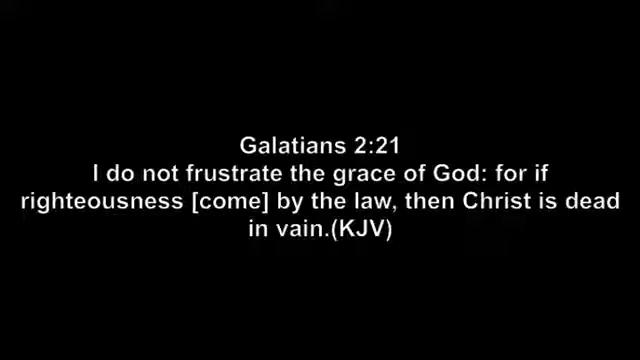 Galatians 2:21
I do not frustrate the grace of God: for if
righteousness [come] by the law, then Christ is dead
in vain.(KJV)